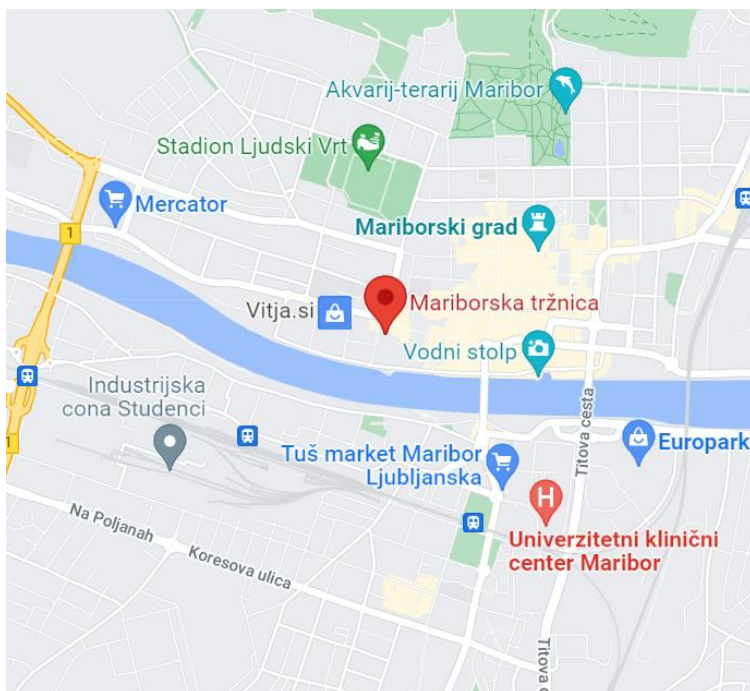 Akvarij-terarij Maribor
Stadion Ljudski Vrt
Mercator
Mariborski grad
1
Vitja.si
Mariborska tržnica
Vodni stolp
Industrijska
cona Studenci
Titova cesta
Tuš market Maribor
Ljubljanska
Europark
1
H
Univerzitetni klinični
center Maribor
Na Poljanah
Koresova ulica
Titova cesta